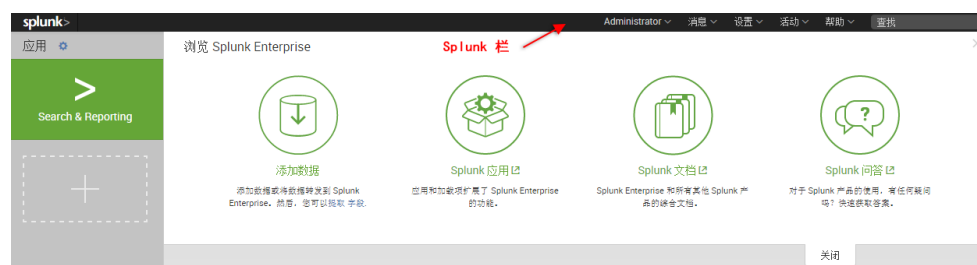 splunk>
Administrator 消息 设置 活动 帮助 查找
应用
浏览 Splunk Enterprise
Splunk 栏
>
Search & Reporting
添加数据
添加数据或将数据转发到 Splunk
Enterprise。然后，您可以提取 字段.
Splunk 应用
应用和加载项扩展了 Splunk Enterprise
的功能。
Splunk 文档
Splunk Enterprise 和所有其他 Splunk 产
品的综合文档。
?
Splunk 问答
对于 Splunk 产品的使用，有任何疑问
吗？快速获取答案。
关闭